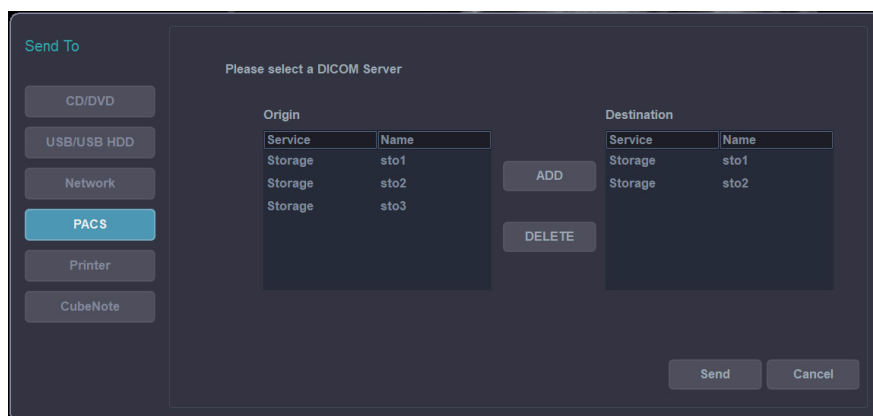 Send To
Please select a DICOM Server
CD/DVD
USB/USB HDD
Network
PACS
Printer
CubeNote
Origin
Service Name
Storage sto1
Storage sto2
Storage sto3
ADD
DELETE
Destination
Service Name
Storage sto1
Storage sto2
Send Cancel